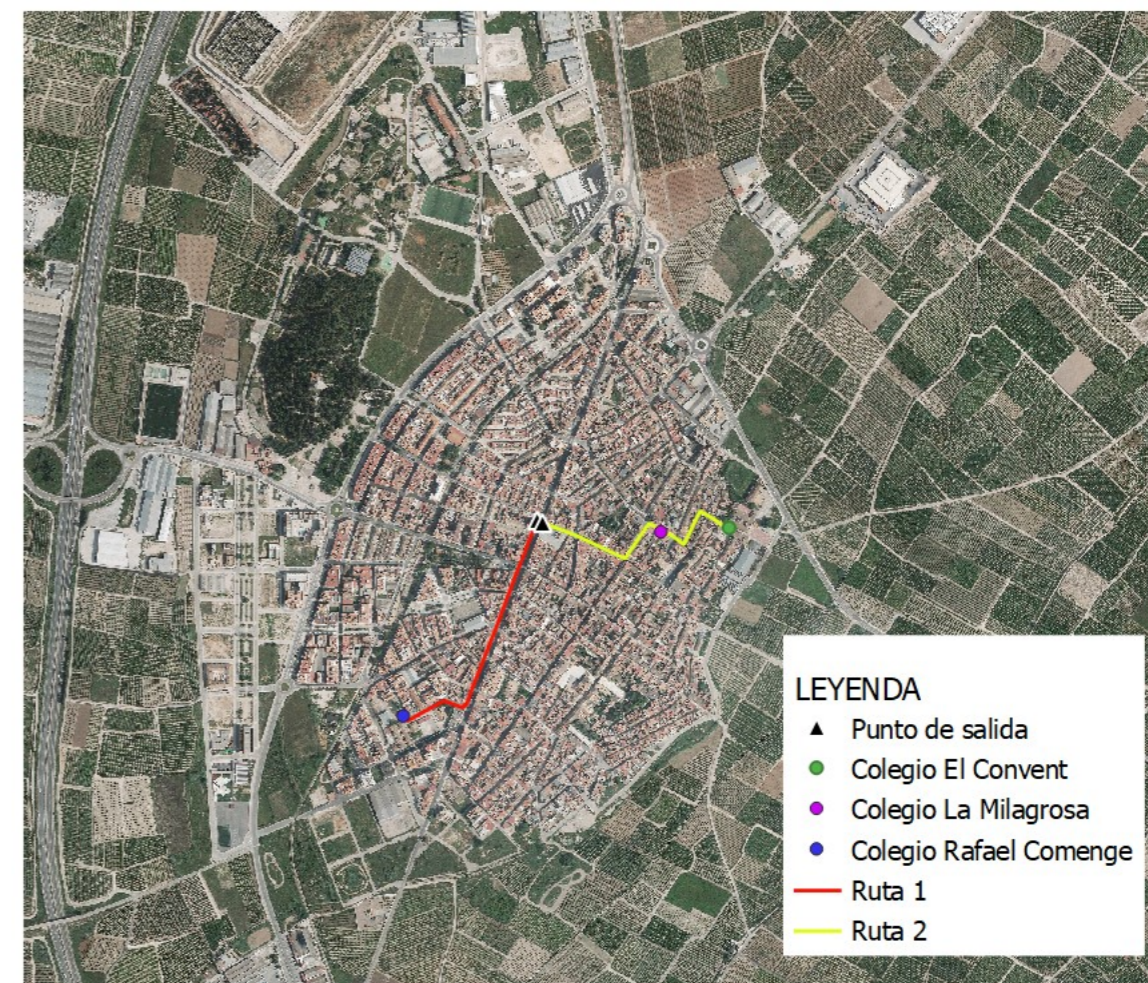 LEYENDA
Punto de salida
Colegio El Convent
Colegio La Milagrosa
Colegio Rafael Comenge
Ruta 1
Ruta 2